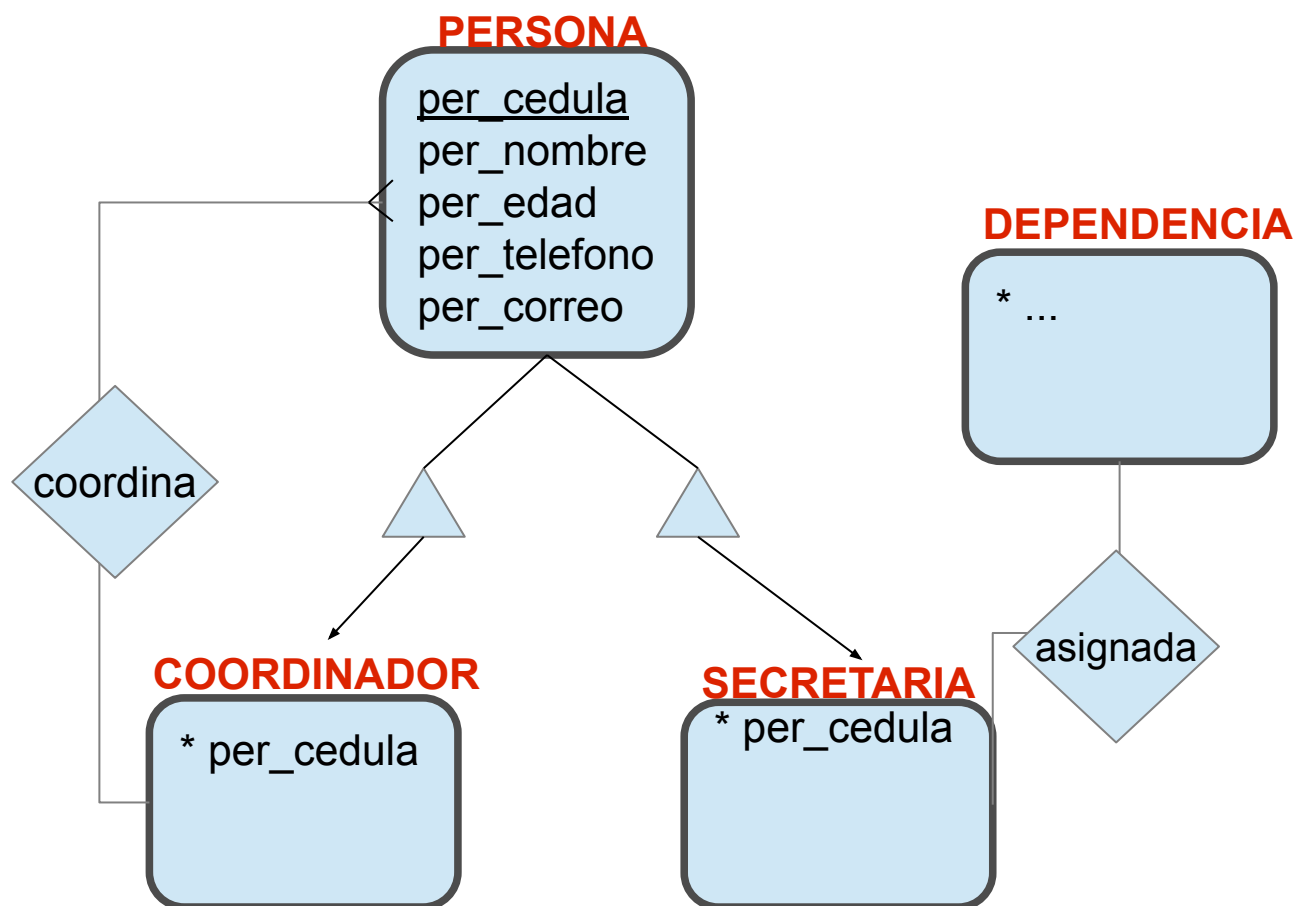 PERSONA
per_cedula
per_nombre
per_edad
per_telefono
per_correo
DEPENDENCIA
* ...
coordina
asignada
COORDINADOR
* per_cedula
SECRETARIA
* per_cedula